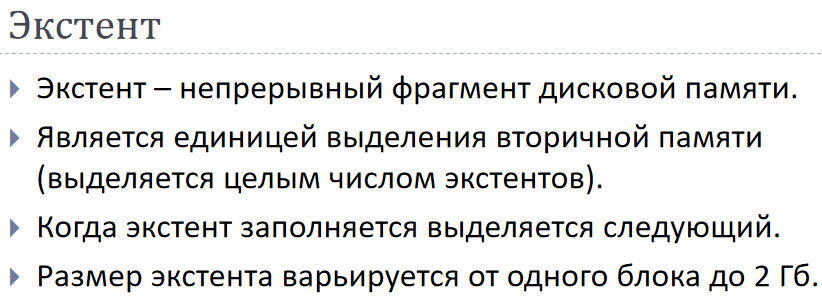 Экстент
Экстент – непрерывный фрагмент дисковой памяти.
Является единицей выделения вторичной памяти
(выделяется целым числом экстентов).
Когда экстент заполняется выделяется следующий.
Размер экстента варьируется от одного блока до 2 Гб.